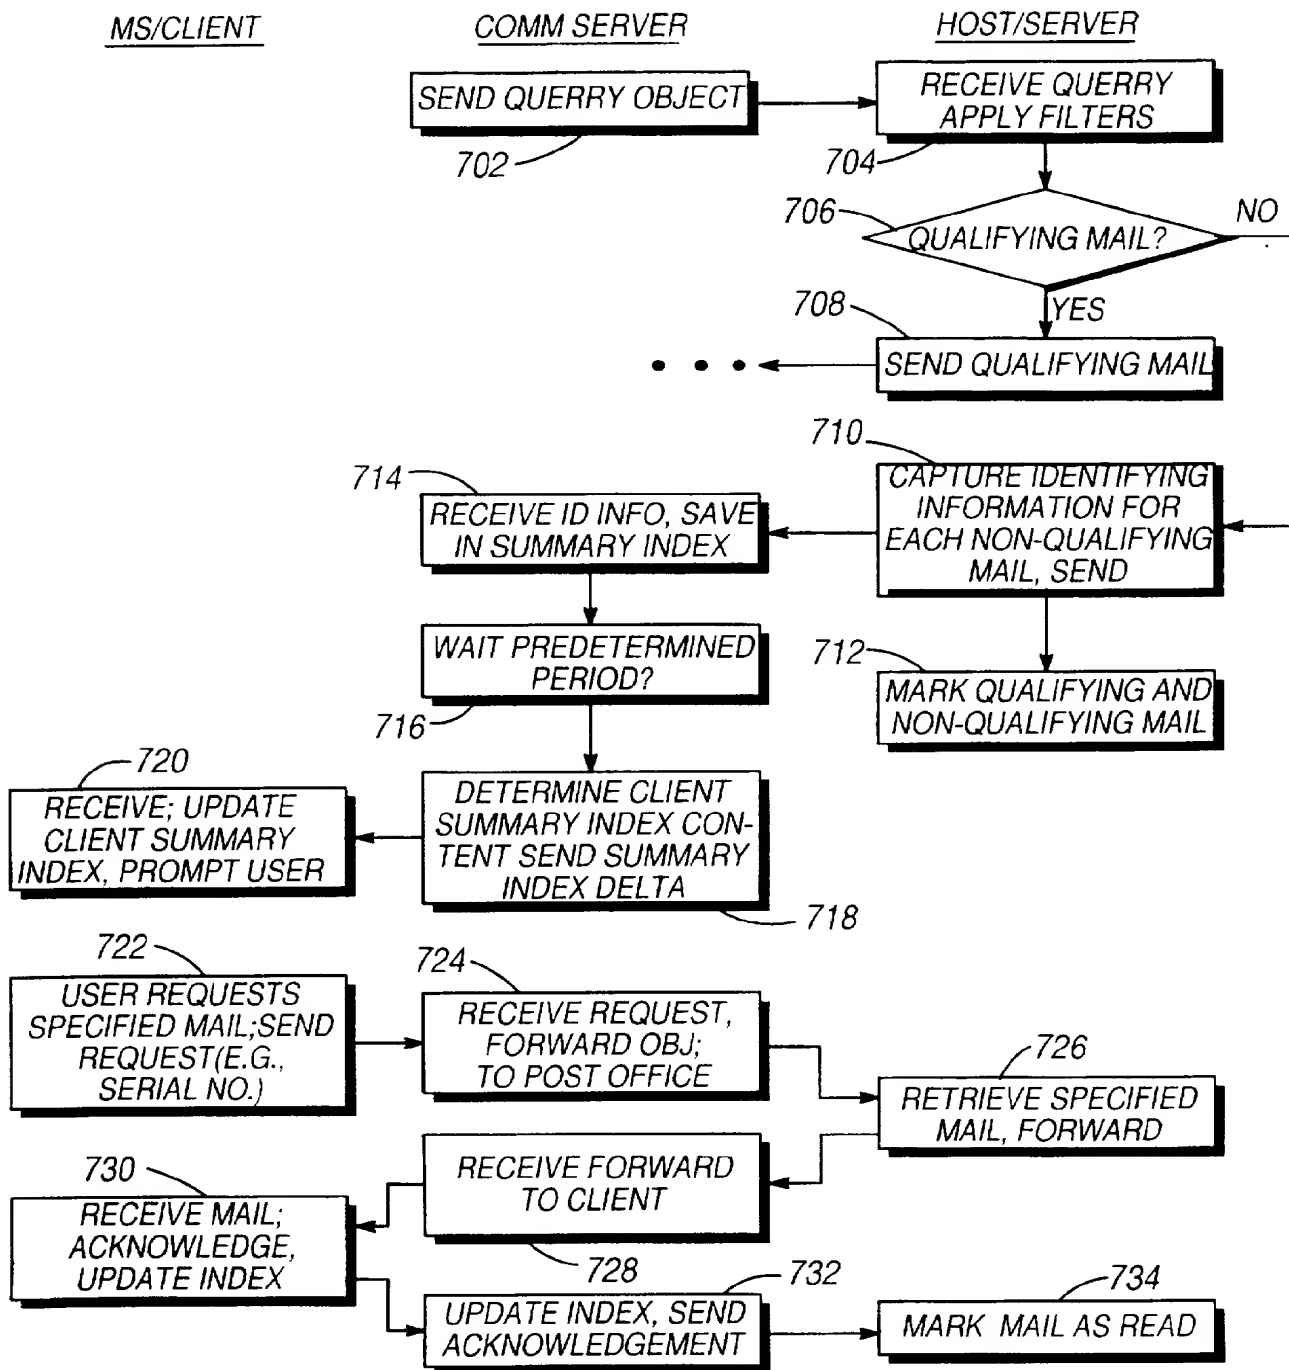 MS/CLIENT
COMM SERVER
HOST/SERVER
SEND QUERRY OBJECT
702
RECEIVE QUERRY
APPLY FILTERS
704
706
QUALIFYING MAIL?
NO
YES
708
SEND QUALIFYING MAIL
710
CAPTURE IDENTIFYING
INFORMATION FOR
EACH NON-QUALIFYING
MAIL, SEND
714
RECEIVE ID INFO, SAVE
IN SUMMARY INDEX
WAIT PREDETERMINED
PERIOD?
716
712
MARK QUALIFYING AND
NON-QUALIFYING MAIL
720
RECEIVE; UPDATE
CLIENT SUMMARY
INDEX, PROMPT USER
DETERMINE CLIENT
SUMMARY INDEX CON-
TENT SEND SUMMARY
INDEX DELTA
718
722
USER REQUESTS
SPECIFIED MAIL;SEND
REQUEST(E.G.,
SERIAL NO.)
724
RECEIVE REQUEST,
FORWARD OBJ;
TO POST OFFICE
726
RETRIEVE SPECIFIED
MAIL, FORWARD
RECEIVE FORWARD
TO CLIENT
728
730
RECEIVE MAIL;
ACKNOWLEDGE,
UPDATE INDEX
732
UPDATE INDEX, SEND
ACKNOWLEDGEMENT
734
MARK MAIL AS READ